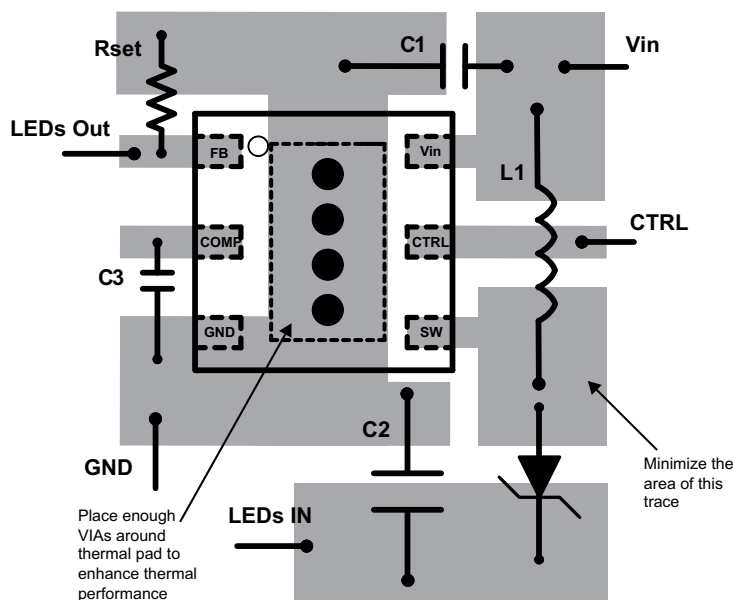 C1
Vin
Rset
LEDs Out
FB
Vin
L1
COMP
CTRL
CTRL
C3
GND
SW
C2
GND
Minimize the
area of this
trace
Place enough
VIAs around
thermal pad to
enhance thermal
performance
LEDs IN